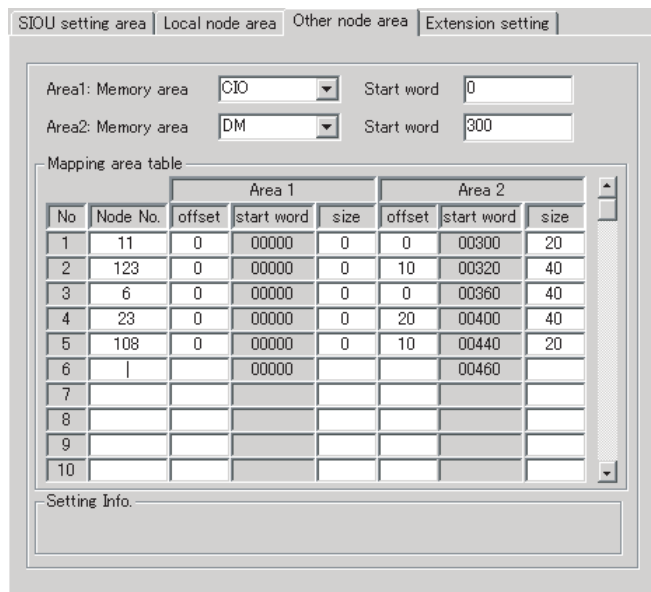 SIOU setting area Local node area Other node area Extension setting
Area1: Memory area CIO Start word 0
Area2: Memory area DM Start word 300
Mapping area table
Area 1 Area 2
No Node No. offset start word size offset start word size
1 11 0 00000 0 0 00300 20
2 123 0 00000 0 10 00320 40
3 6 0 00000 0 0 00360 40
4 23 0 00000 0 20 00400 40
5 108 0 00000 0 10 00440 20
6 00000 00460
7
8
9
10
Setting Info.